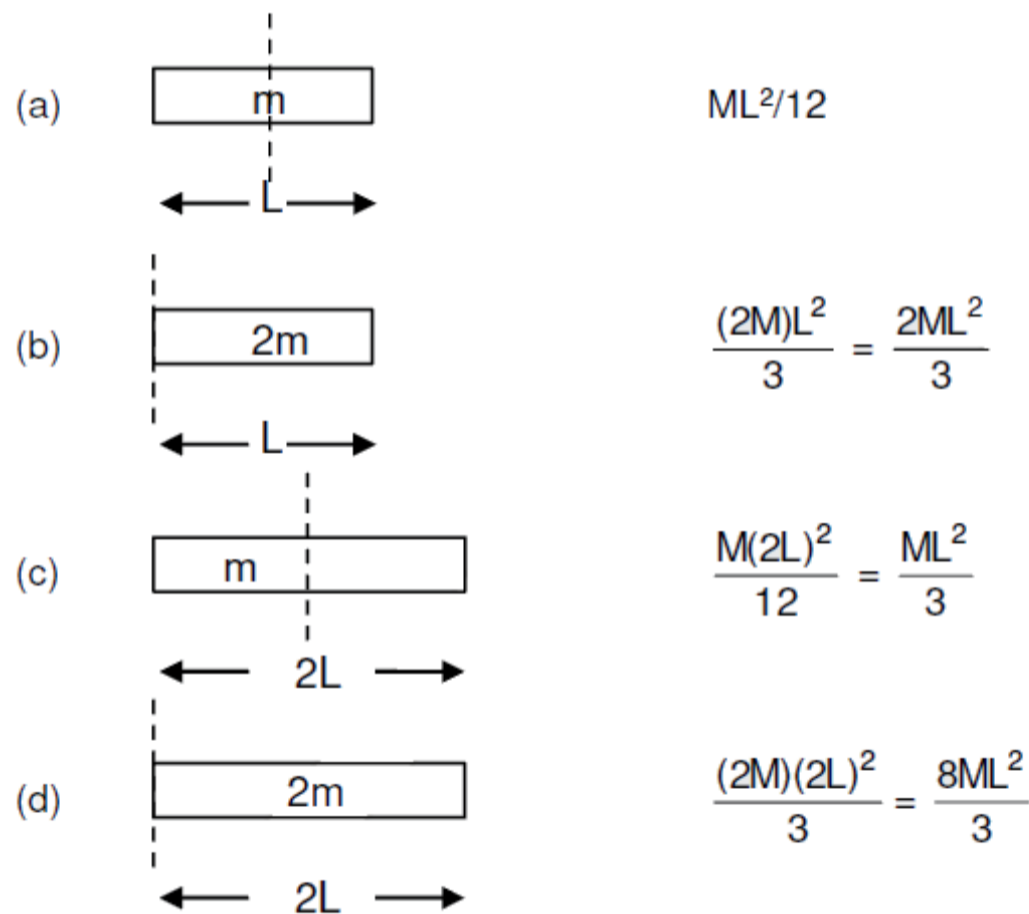 (a) m ML²/12
L
(b) 2m (2M)L²/3 = 2ML²/3
L
(c) m M(2L)²/12 = ML²/3
2L
(d) 2m (2M)(2L)²/3 = 8ML²/3
2L